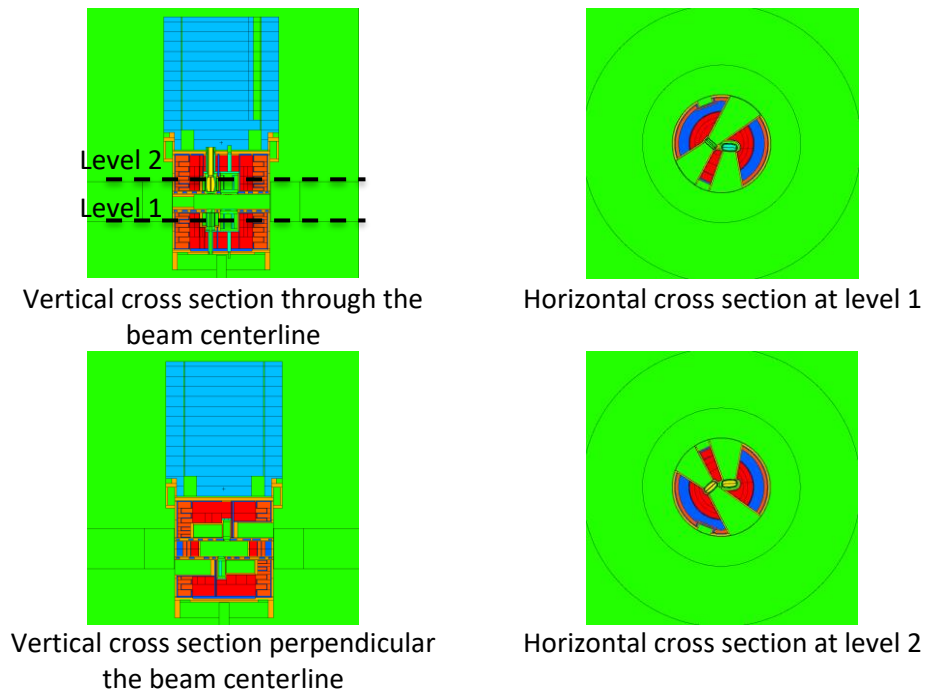 Level 2
Level 1
Vertical cross section through the
beam centerline
Horizontal cross section at level 1
Vertical cross section perpendicular
the beam centerline
Horizontal cross section at level 2